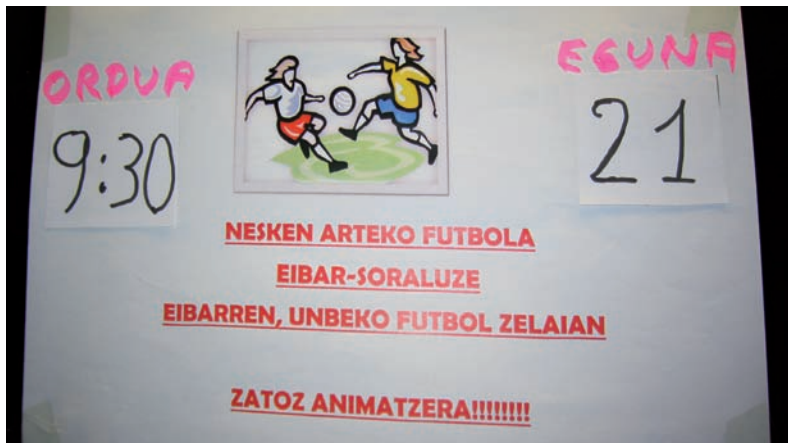 ORDUA
9:30
EGUNA
21
NESKEN ARTEKO FUTBOLA
EIBAR-SORALUZE
EIBARREN, UNBEKO FUTBOL ZELAIAN
ZATOZ ANIMATZERA!!!!!!!!